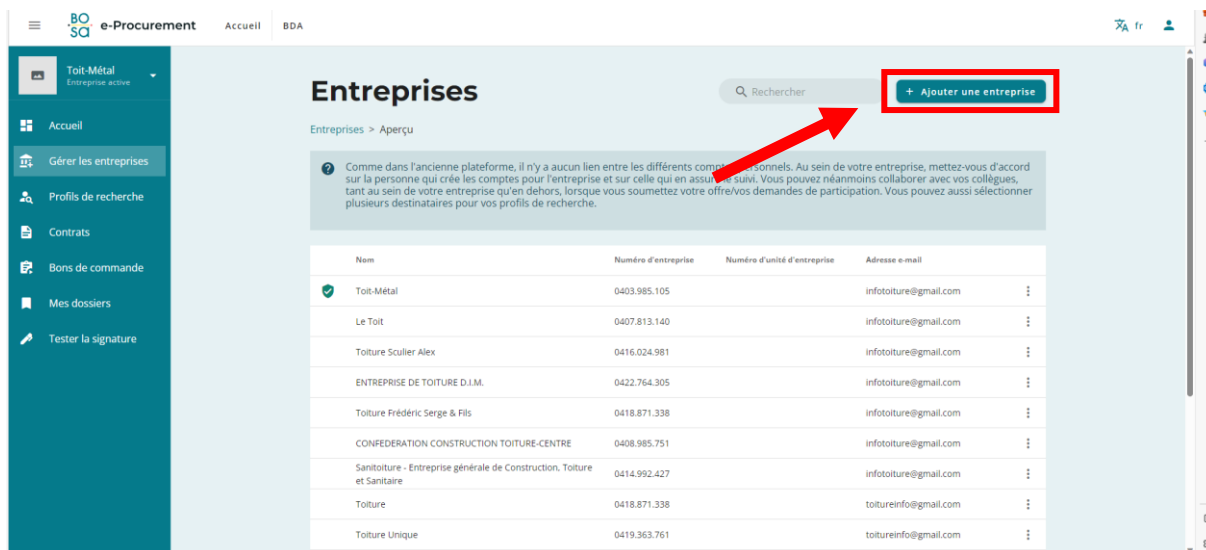 BOSA e-Procurement Accueil BDA fr
Toit-Métal
Entreprise active
Accueil
Gérer les entreprises
Profils de recherche
Contrats
Bons de commande
Mes dossiers
Tester la signature
Entreprises
Rechercher
+ Ajouter une entreprise
Entreprises > Aperçu
Comme dans l'ancienne plateforme, il n'y a aucun lien entre les différents comptes personnels. Au sein de votre entreprise, mettez-vous d'accord
sur la personne qui crée les comptes pour l'entreprise et sur celle qui en assure le suivi. Vous pouvez néanmoins collaborer avec vos collègues,
tant au sein de votre entreprise qu'en dehors, lorsque vous soumettez votre offre/vos demandes de participation. Vous pouvez aussi sélectionner
plusieurs destinataires pour vos profils de recherche.
Nom Numéro d'entreprise Numéro d'unité d'entreprise Adresse e-mail
Toit-Métal 0403.985.105 infotoiture@gmail.com
Le Toit 0407.813.140 infotoiture@gmail.com
Toiture Sculier Alex 0416.024.981 infotoiture@gmail.com
ENTREPRISE DE TOITURE D.I.M. 0422.764.305 infotoiture@gmail.com
Toiture Frédéric Serge & Fils 0418.871.338 infotoiture@gmail.com
CONFEDERATION CONSTRUCTION TOITURE-CENTRE 0408.985.751 infotoiture@gmail.com
Sanitoiture - Entreprise générale de Construction, Toiture
et Sanitaire 0414.992.427 infotoiture@gmail.com
Toiture 0418.871.338 toitureinfo@gmail.com
Toiture Unique 0419.363.761 toitureinfo@gmail.com